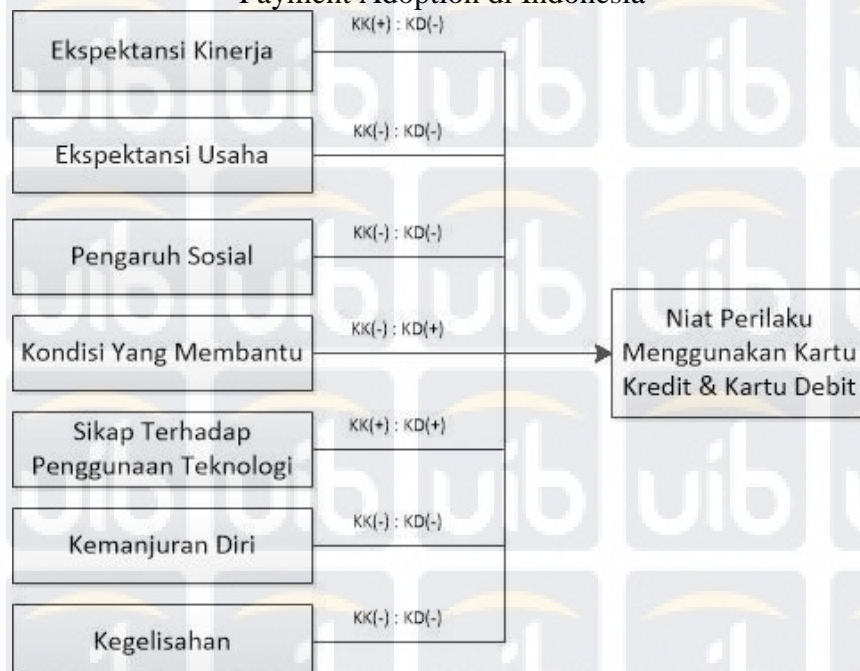 Payment Adoption di Indonesia
Ekspektansi Kinerja
KK(+) : KD(-)
Ekspektansi Usaha
KK(-) : KD(-)
Pengaruh Sosial
KK(-) : KD(-)
Kondisi Yang Membantu
KK(-) : KD(+)
Sikap Terhadap
Penggunaan Teknologi
KK(+) : KD(+)
Kemanjuran Diri
KK(-) : KD(-)
Kegelisahan
KK(-) : KD(-)
Niat Perilaku
Menggunakan Kartu
Kredit & Kartu Debit
uib